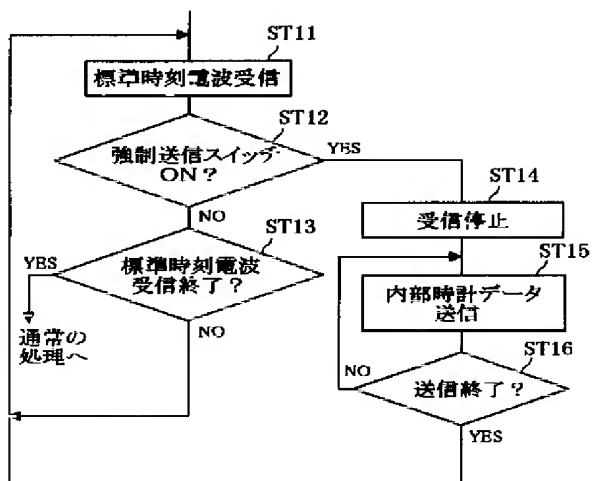 ST11
標準時刻電波受信
ST12
強制送信スイッチ
ON?
YES
NO
ST13
標準時刻電波
受信終了?
YES
NO
通常の
処理へ
ST14
受信停止
ST15
内部時計データ
送信
ST16
送信終了?
NO
YES